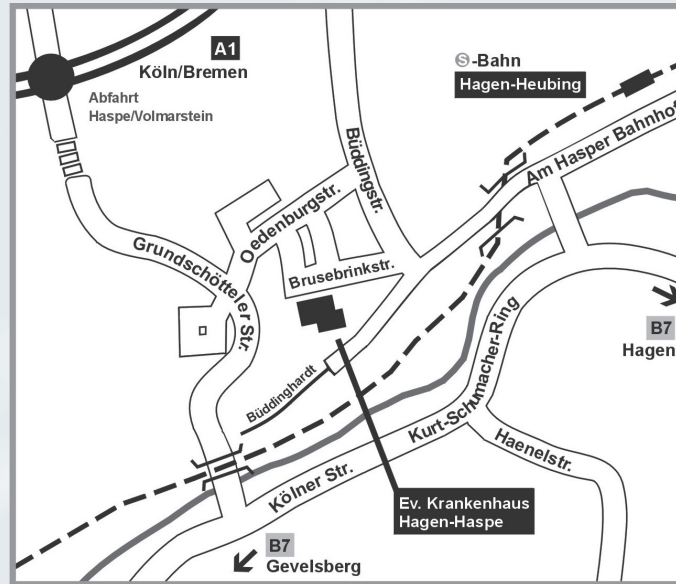 A1
Köln/Bremen
Abfahrt
Haspe/Volmarstein
S-Bahn
Hagen-Heubing
Am Hasper Bahnhof
Büddingstr.
Oedenburgstr.
Grundschötteler Str.
Brusebrinkstr.
B7
Hagen
Büddinghardt
Kurt-Schumacher-Ring
Haenelstr.
Kölner Str.
Ev. Krankenhaus
Hagen-Haspe
B7
Gevelsberg